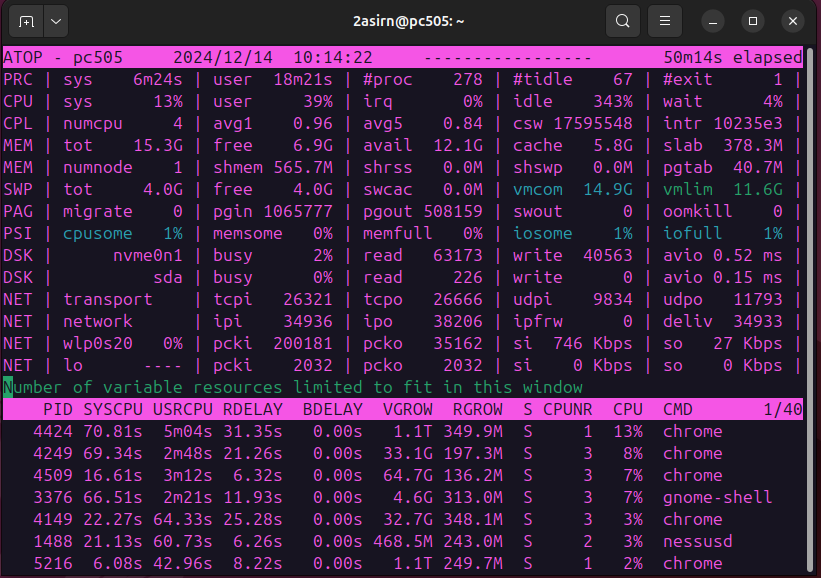 2asirn@pc505: ~
ATOP - pc505 2024/12/14 10:14:22 ----------------- 50m14s elapsed
PRC | sys 6m24s | user 18m21s | #proc 278 | #tidle 67 | #exit 1 |
CPU | sys 13% | user 39% | irq 0% | idle 343% | wait 4% |
CPL | numcpu 4 | avg1 0.96 | avg5 0.84 | csw 17595548 | intr 10235e3 |
MEM | tot 15.3G | free 6.9G | avail 12.1G | cache 5.8G | slab 378.3M |
MEM | numnode 1 | shmem 565.7M | shrss 0.0M | shswp 0.0M | pgtab 40.7M |
SWP | tot 4.0G | free 4.0G | swcac 0.0M | vmcom 14.9G | vmlim 11.6G |
PAG | migrate 0 | pgin 1065777 | pgout 508159 | swout 0 | oomkill 0 |
PSI | cpusome 1% | memsome 0% | memfull 0% | iosome 1% | iofull 1% |
DSK | nvme0n1 | busy 2% | read 63173 | write 40563 | avio 0.52 ms |
DSK | sda | busy 0% | read 226 | write 0 | avio 0.15 ms |
NET | transport | tcpi 26321 | tcpo 26666 | udpi 9834 | udpo 11793 |
NET | network | ipi 34936 | ipo 38206 | ipfrw 0 | deliv 34933 |
NET | wlp0s20 0% | pcki 200181 | pcko 35162 | si 746 Kbps | so 27 Kbps |
NET | lo ---- | pcki 2032 | pcko 2032 | si 0 Kbps | so 0 Kbps |
Number of variable resources limited to fit in this window
PID SYSCPU USRCPU RDELAY BDELAY VGROW RGROW S CPUNR CPU CMD 1/40
4424 70.81s 5m04s 31.35s 0.00s 1.1T 349.9M S 1 13% chrome
4249 69.34s 2m48s 21.26s 0.00s 33.1G 197.3M S 3 8% chrome
4509 16.61s 3m12s 6.32s 0.00s 64.7G 136.2M S 3 7% chrome
3376 66.51s 2m21s 11.93s 0.00s 4.6G 313.0M S 3 7% gnome-shell
4149 22.27s 64.33s 25.28s 0.00s 32.7G 348.1M S 3 3% chrome
1488 21.13s 60.73s 6.26s 0.00s 468.5M 243.0M S 2 3% nessusd
5216 6.08s 42.96s 8.22s 0.00s 1.1T 249.7M S 1 2% chrome